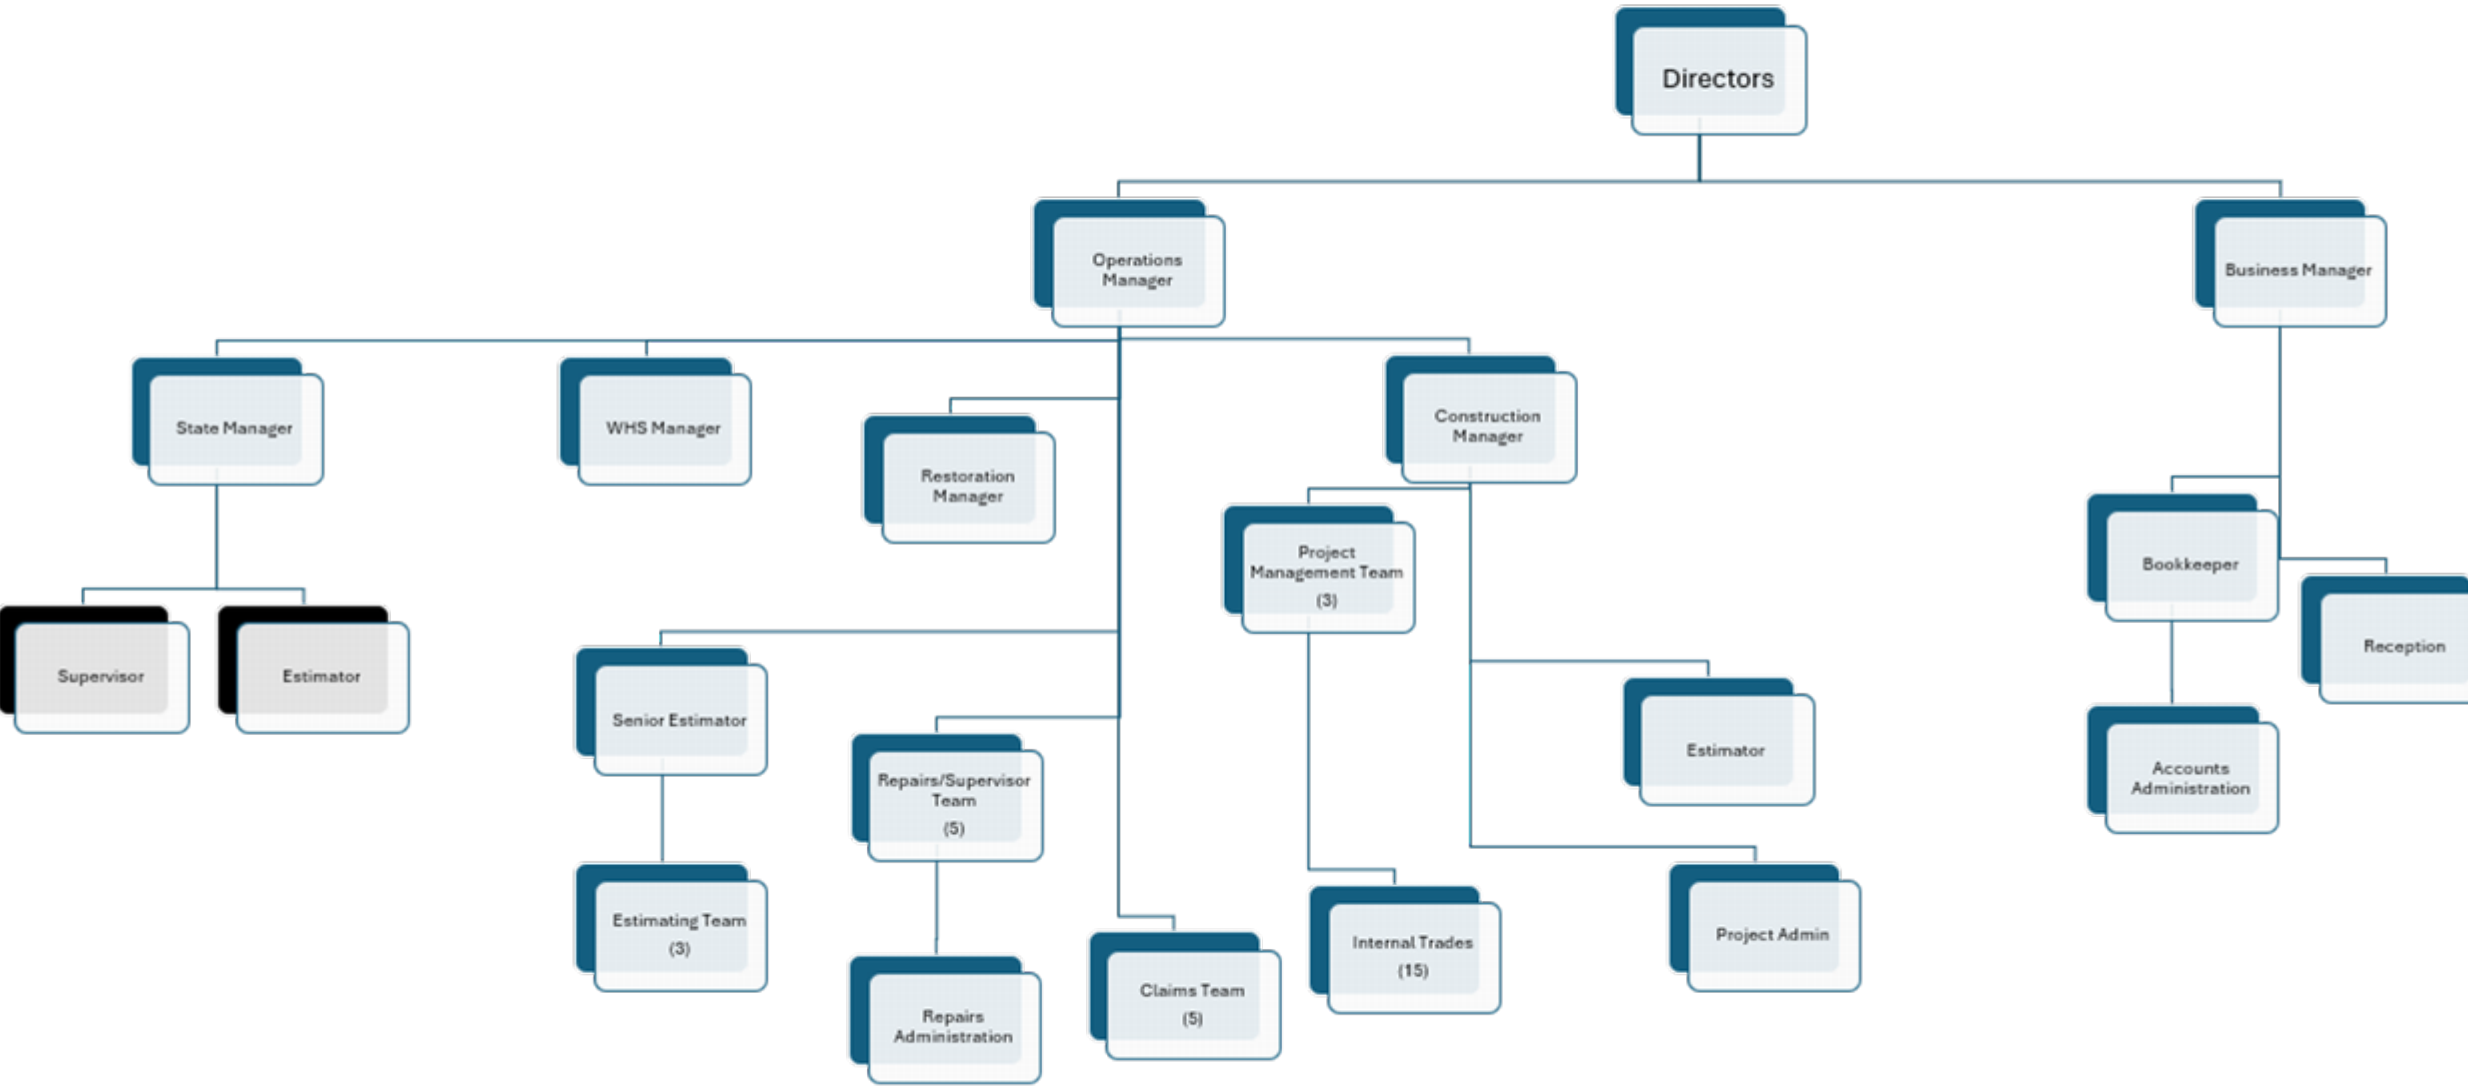 Directors
Operations
Manager
Business Manager
State Manager
WHS Manager
Restoration
Manager
Construction
Manager
Project
Management Team
(3)
Bookkeeper
Reception
Supervisor
Estimator
Senior Estimator
Repairs/Supervisor
Team
(5)
Estimator
Accounts
Administration
Estimating Team
(3)
Repairs
Administration
Claims Team
(5)
Internal Trades
(15)
Project Admin